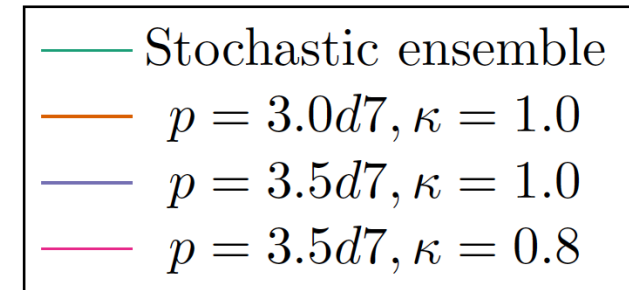 Stochastic ensemble
p = 3.0d7, κ = 1.0
p = 3.5d7, κ = 1.0
p = 3.5d7, κ = 0.8